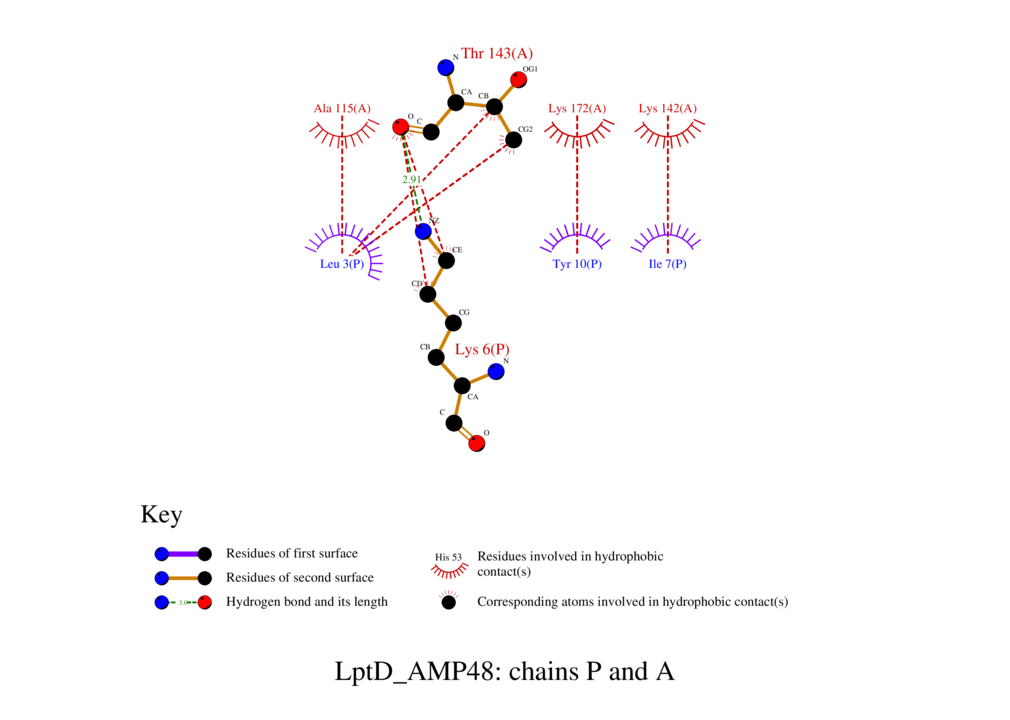 Thr 143(A)
N
OG1
CA
CB
Ala 115(A)
Lys 172(A)
Lys 142(A)
O
C
CG2
2.91
NZ
CE
Leu 3(P)
Tyr 10(P)
Ile 7(P)
CD
CG
CB
Lys 6(P)
N
CA
C
O
Key
Residues of first surface
His 53
Residues involved in hydrophobic
contact(s)
Residues of second surface
3.0
Hydrogen bond and its length
Corresponding atoms involved in hydrophobic contact(s)
LptD_AMP48: chains P and A